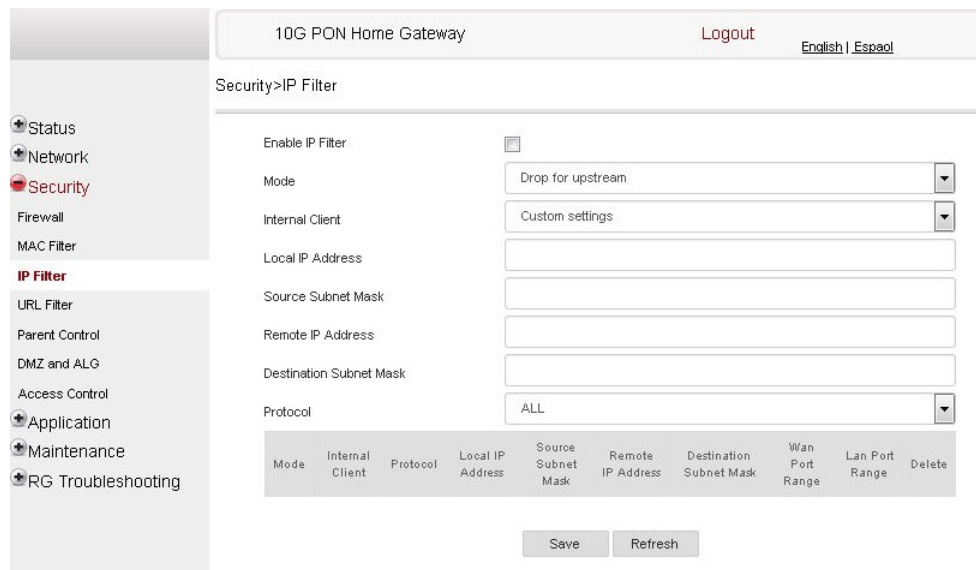 10G PON Home Gateway
Logout
English | Espaol
Security>IP Filter
Status
Network
Security
Firewall
MAC Filter
IP Filter
URL Filter
Parent Control
DMZ and ALG
Access Control
Application
Maintenance
RG Troubleshooting
Enable IP Filter
Mode
Drop for upstream
Internal Client
Custom settings
Local IP Address
Source Subnet Mask
Remote IP Address
Destination Subnet Mask
Protocol
ALL
Mode
Internal Client
Protocol
Local IP Address
Source Subnet Mask
Remote IP Address
Destination Subnet Mask
Wan Port Range
Lan Port Range
Delete
Save
Refresh